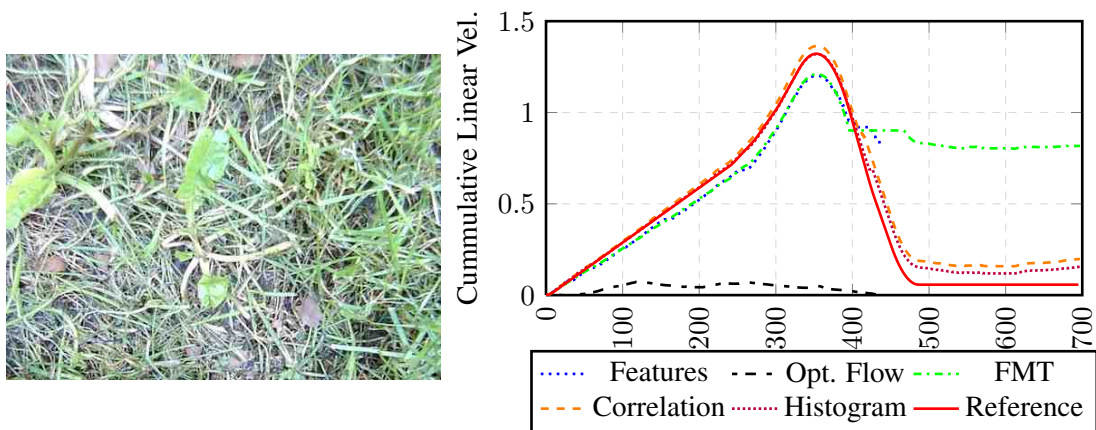 Cummulative Linear Vel.
1.5
1
0.5
0
0 100 200 300 400 500 600 700
Features Opt. Flow FMT
Correlation Histogram Reference